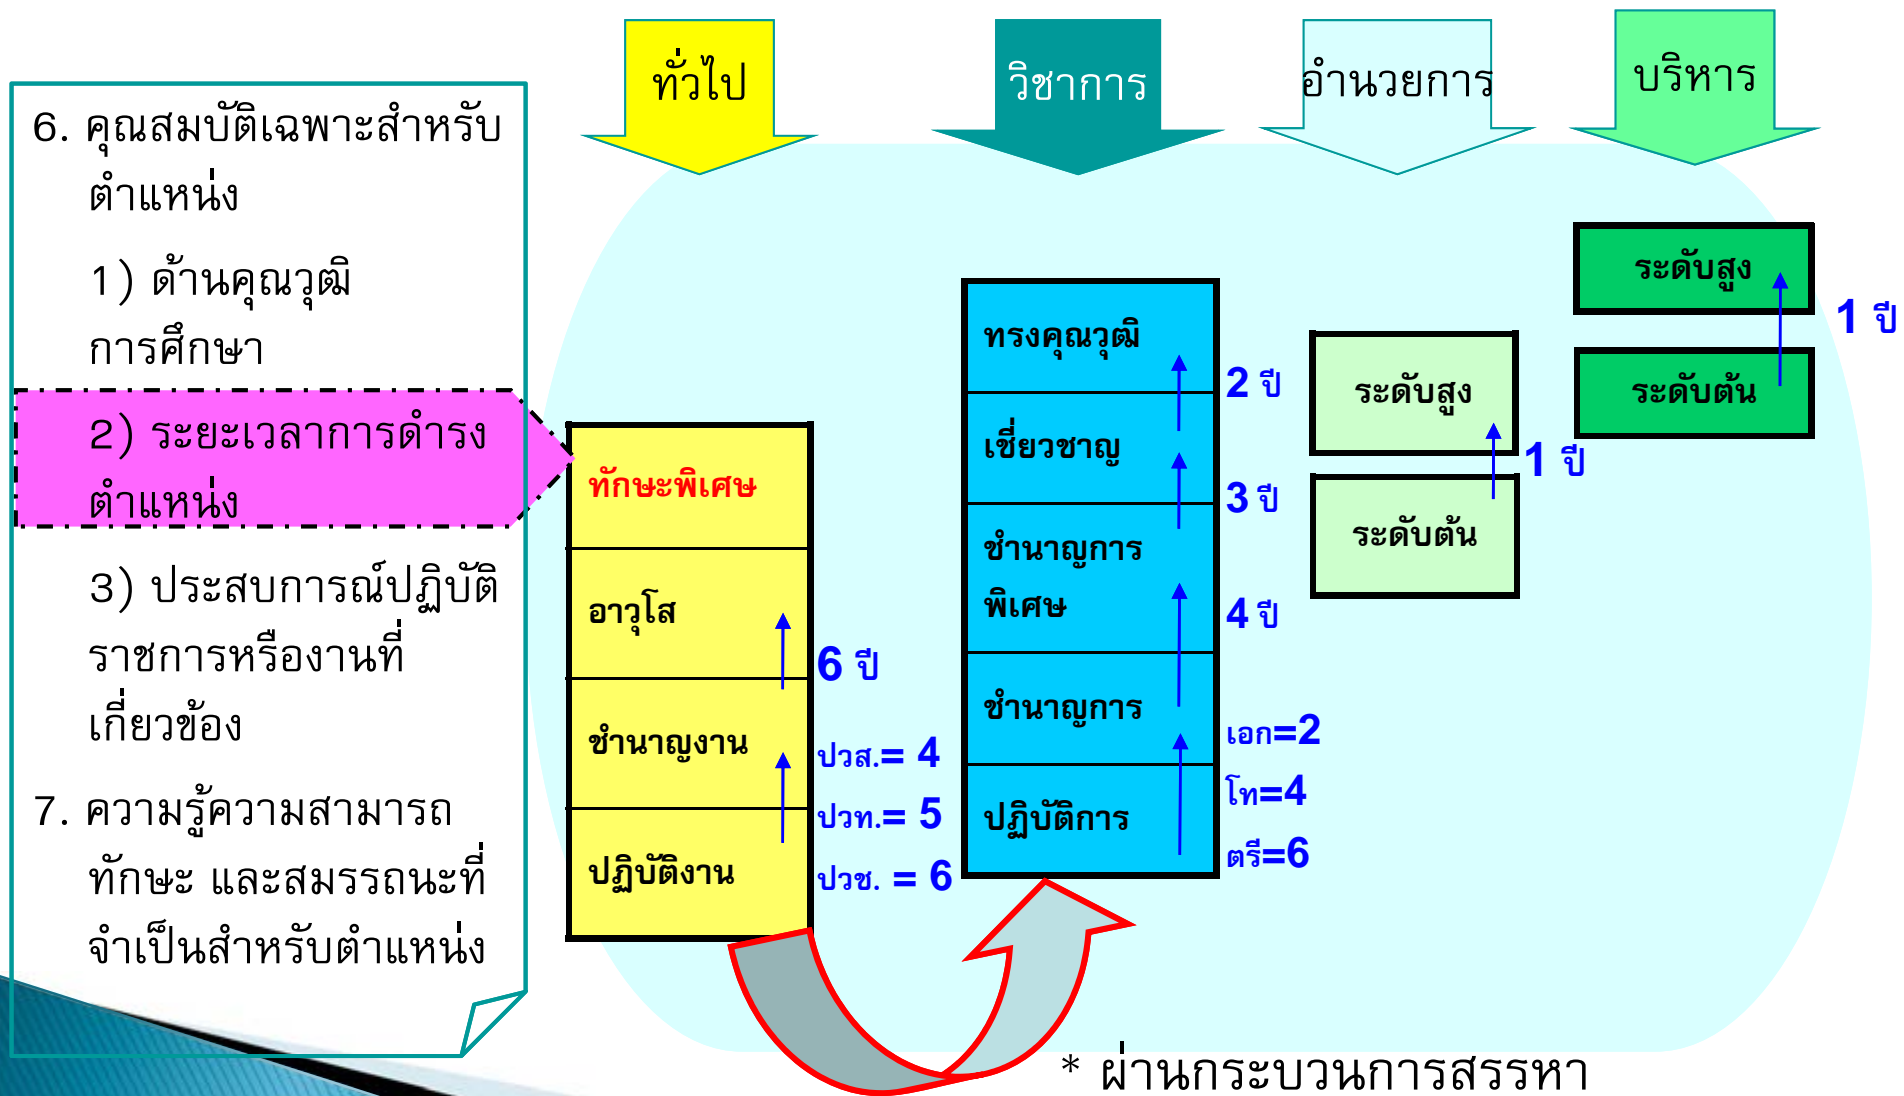 ทั่วไป
วิชาการ
อำนวยการ
บริหาร
6. คุณสมบัติเฉพาะสำหรับ
ตำแหน่ง
1) ด้านคุณวุฒิ
การศึกษา
2) ระยะเวลาการดำรง
ตำแหน่ง
3) ประสบการณ์ปฏิบัติ
ราชการหรืองานที่
เกี่ยวข้อง
7. ความรู้ความสามารถ
ทักษะ และสมรรถนะที่
จำเป็นสำหรับตำแหน่ง
ทักษะพิเศษ
อาวุโส
6 ปี
ชำนาญงาน
ปวส.= 4
ปวท.= 5
ปฏิบัติงาน
ปวช. = 6
ทรงคุณวุฒิ
2 ปี
เชี่ยวชาญ
3 ปี
ชำนาญการ
พิเศษ
4 ปี
ชำนาญการ
เอก=2
โท=4
ปฏิบัติการ
ตรี=6
ระดับสูง
1 ปี
ระดับต้น
ระดับสูง
1 ปี
ระดับต้น
* ผ่านกระบวนการสรรหา